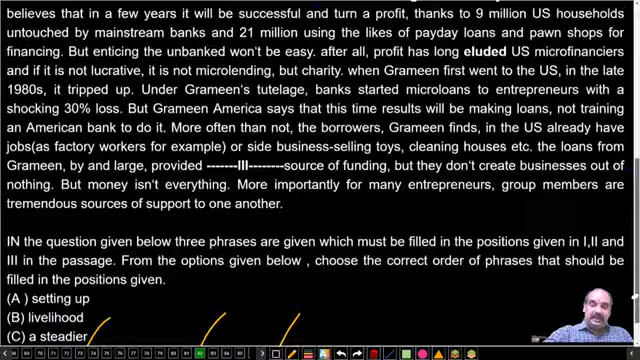 believes that in a few years it will be successful and turn a profit, thanks to 9 million US households
untouched by mainstream banks and 21 million using the likes of payday loans and pawn shops for
financing. But enticing the unbanked won't be easy. after all, profit has long eluded US microfinanciers
and if it is not lucrative, it is not microlending, but charity. when Grameen first went to the US, in the late
1980s, it tripped up. Under Grameen's tutelage, banks started microloans to entrepreneurs with a
shocking 30% loss. But Grameen America says that this time results will be making loans, not training
an American bank to do it. More often than not, the borrowers, Grameen finds, in the US already have
jobs(as factory workers for example) or side business-selling toys, cleaning houses etc. the loans from
Grameen, by and large, provided -------III--------source of funding, but they don't create businesses out of
nothing. But money isn't everything. More importantly for many entrepreneurs, group members are
tremendous sources of support to one another.
IN the question given below three phrases are given which must be filled in the positions given in I,II and
III in the passage. From the options given below , choose the correct order of phrases that should be
filled in the positions given.
(A ) setting up
(B) livelihood
(C) a steadier